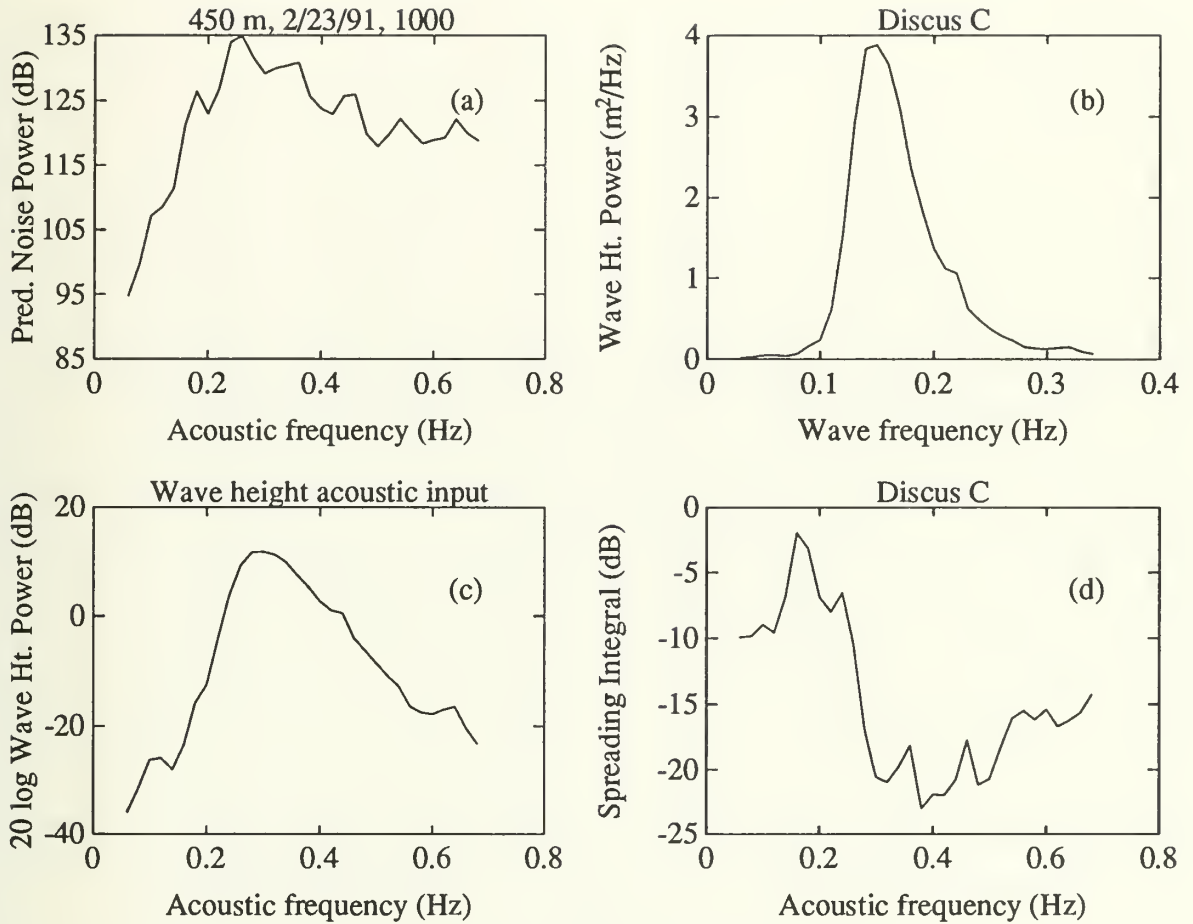 450 m, 2/23/91, 1000
Pred. Noise Power (dB)
135
125
115
105
95
85
(a)
0 0.2 0.4 0.6 0.8
Acoustic frequency (Hz)
Discus C
Wave Ht. Power (m²/Hz)
4
3
2
1
0
(b)
0 0.1 0.2 0.3 0.4
Wave frequency (Hz)
Wave height acoustic input
20 log Wave Ht. Power (dB)
20
0
-20
-40
(c)
0 0.2 0.4 0.6 0.8
Acoustic frequency (Hz)
Discus C
Spreading Integral (dB)
-0
-5
-10
-15
-20
-25
(d)
0 0.2 0.4 0.6 0.8
Acoustic frequency (Hz)